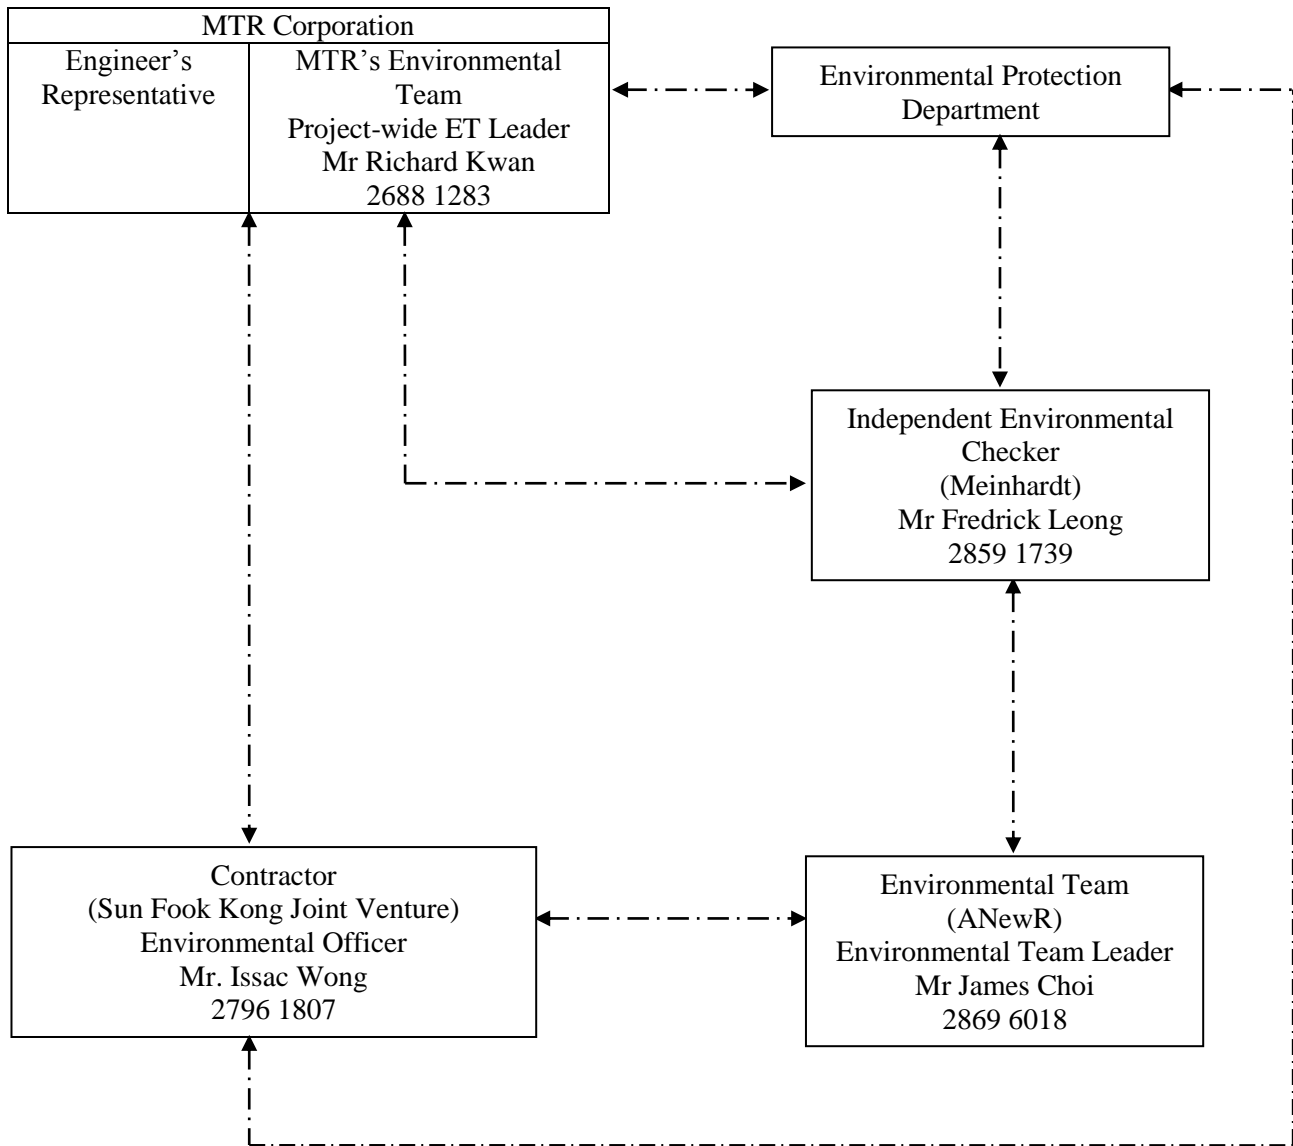 MTR Corporation
Engineer’s
Representative
MTR’s Environmental
Team
Project-wide ET Leader
Mr Richard Kwan
2688 1283
Environmental Protection
Department
Independent Environmental
Checker
(Meinhardt)
Mr Fredrick Leong
2859 1739
Contractor
(Sun Fook Kong Joint Venture)
Environmental Officer
Mr. Issac Wong
2796 1807
Environmental Team
(ANewR)
Environmental Team Leader
Mr James Choi
2869 6018